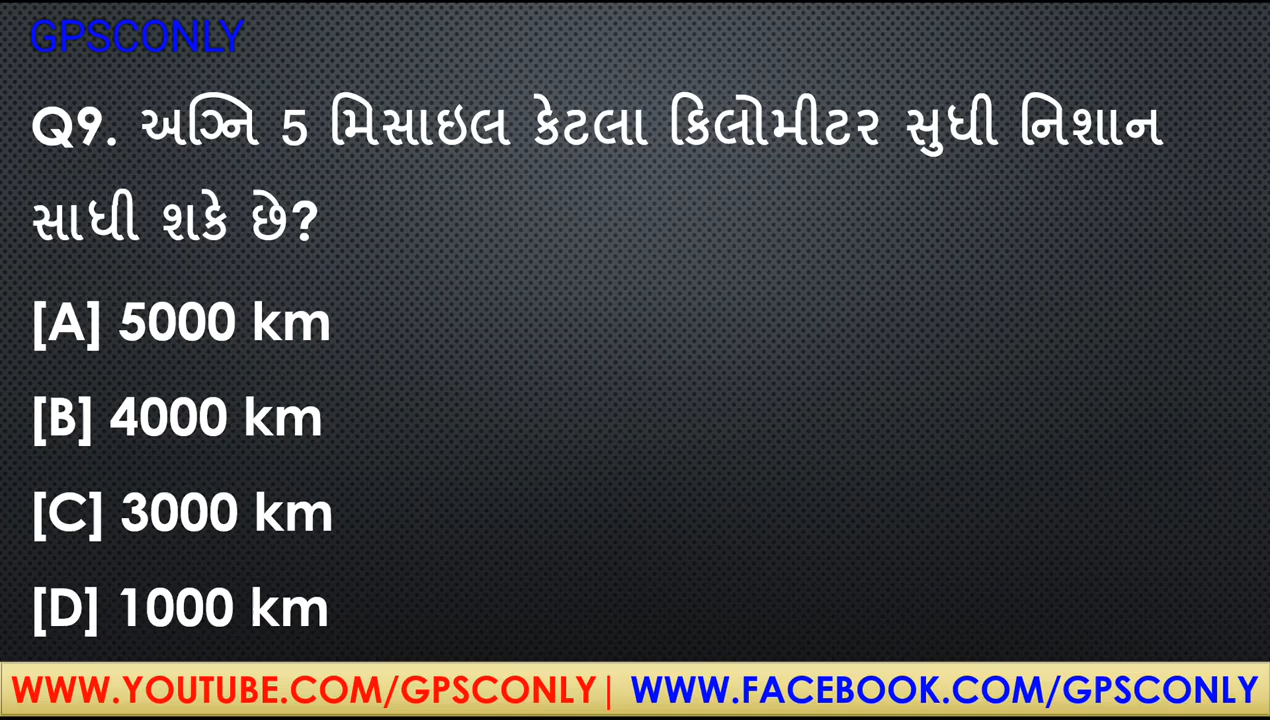 GPSCONLY
Q9. અગ્નિ 5 મિસાઇલ કેટલા કિલોમીટર સુધી નિશાન
સાધી શકે છે?
[A] 5000 km
[B] 4000 km
[C] 3000 km
[D] 1000 km
WWW.YOUTUBE.COM/GPSCONLY| WWW.FACEBOOK.COM/GPSCONLY